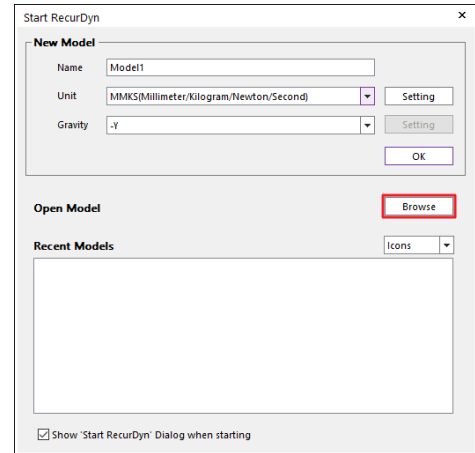 Start RecurDyn
New Model
Name Model1
Unit MMKS(Millimeter/Kilogram/Newton/Second) Setting
Gravity -Y Setting
OK
Open Model Browse
Recent Models Icons
Show 'Start RecurDyn' Dialog when starting